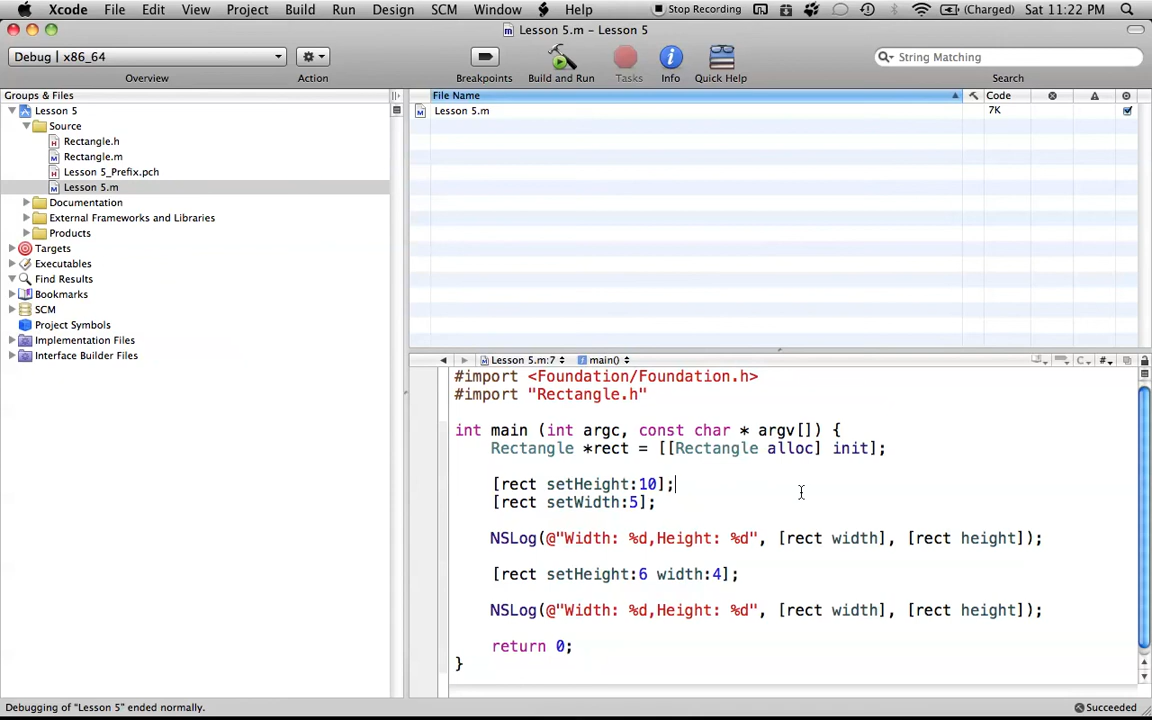 Xcode File Edit View Project Build Run Design SCM Window Help Stop Recording (Charged) Sat 11:22 PM
Lesson 5.m – Lesson 5
Debug | x86_64
String Matching
Overview Action Breakpoints Build and Run Tasks Info Quick Help Search
Groups & Files
File Name Code
Lesson 5
Lesson 5.m 7K
Source
Rectangle.h
Rectangle.m
Lesson 5_Prefix.pch
Lesson 5.m
Documentation
External Frameworks and Libraries
Products
Targets
Executables
Find Results
Bookmarks
SCM
Project Symbols
Implementation Files
Interface Builder Files
Lesson 5.m:7 main() C #
#import <Foundation/Foundation.h>
#import "Rectangle.h"
int main (int argc, const char * argv[]) {
Rectangle *rect = [[Rectangle alloc] init];
[rect setHeight:10];
[rect setWidth:5];
NSLog(@"Width: %d,Height: %d", [rect width], [rect height]);
[rect setHeight:6 width:4];
NSLog(@"Width: %d,Height: %d", [rect width], [rect height]);
return 0;
}
Debugging of "Lesson 5" ended normally. Succeeded